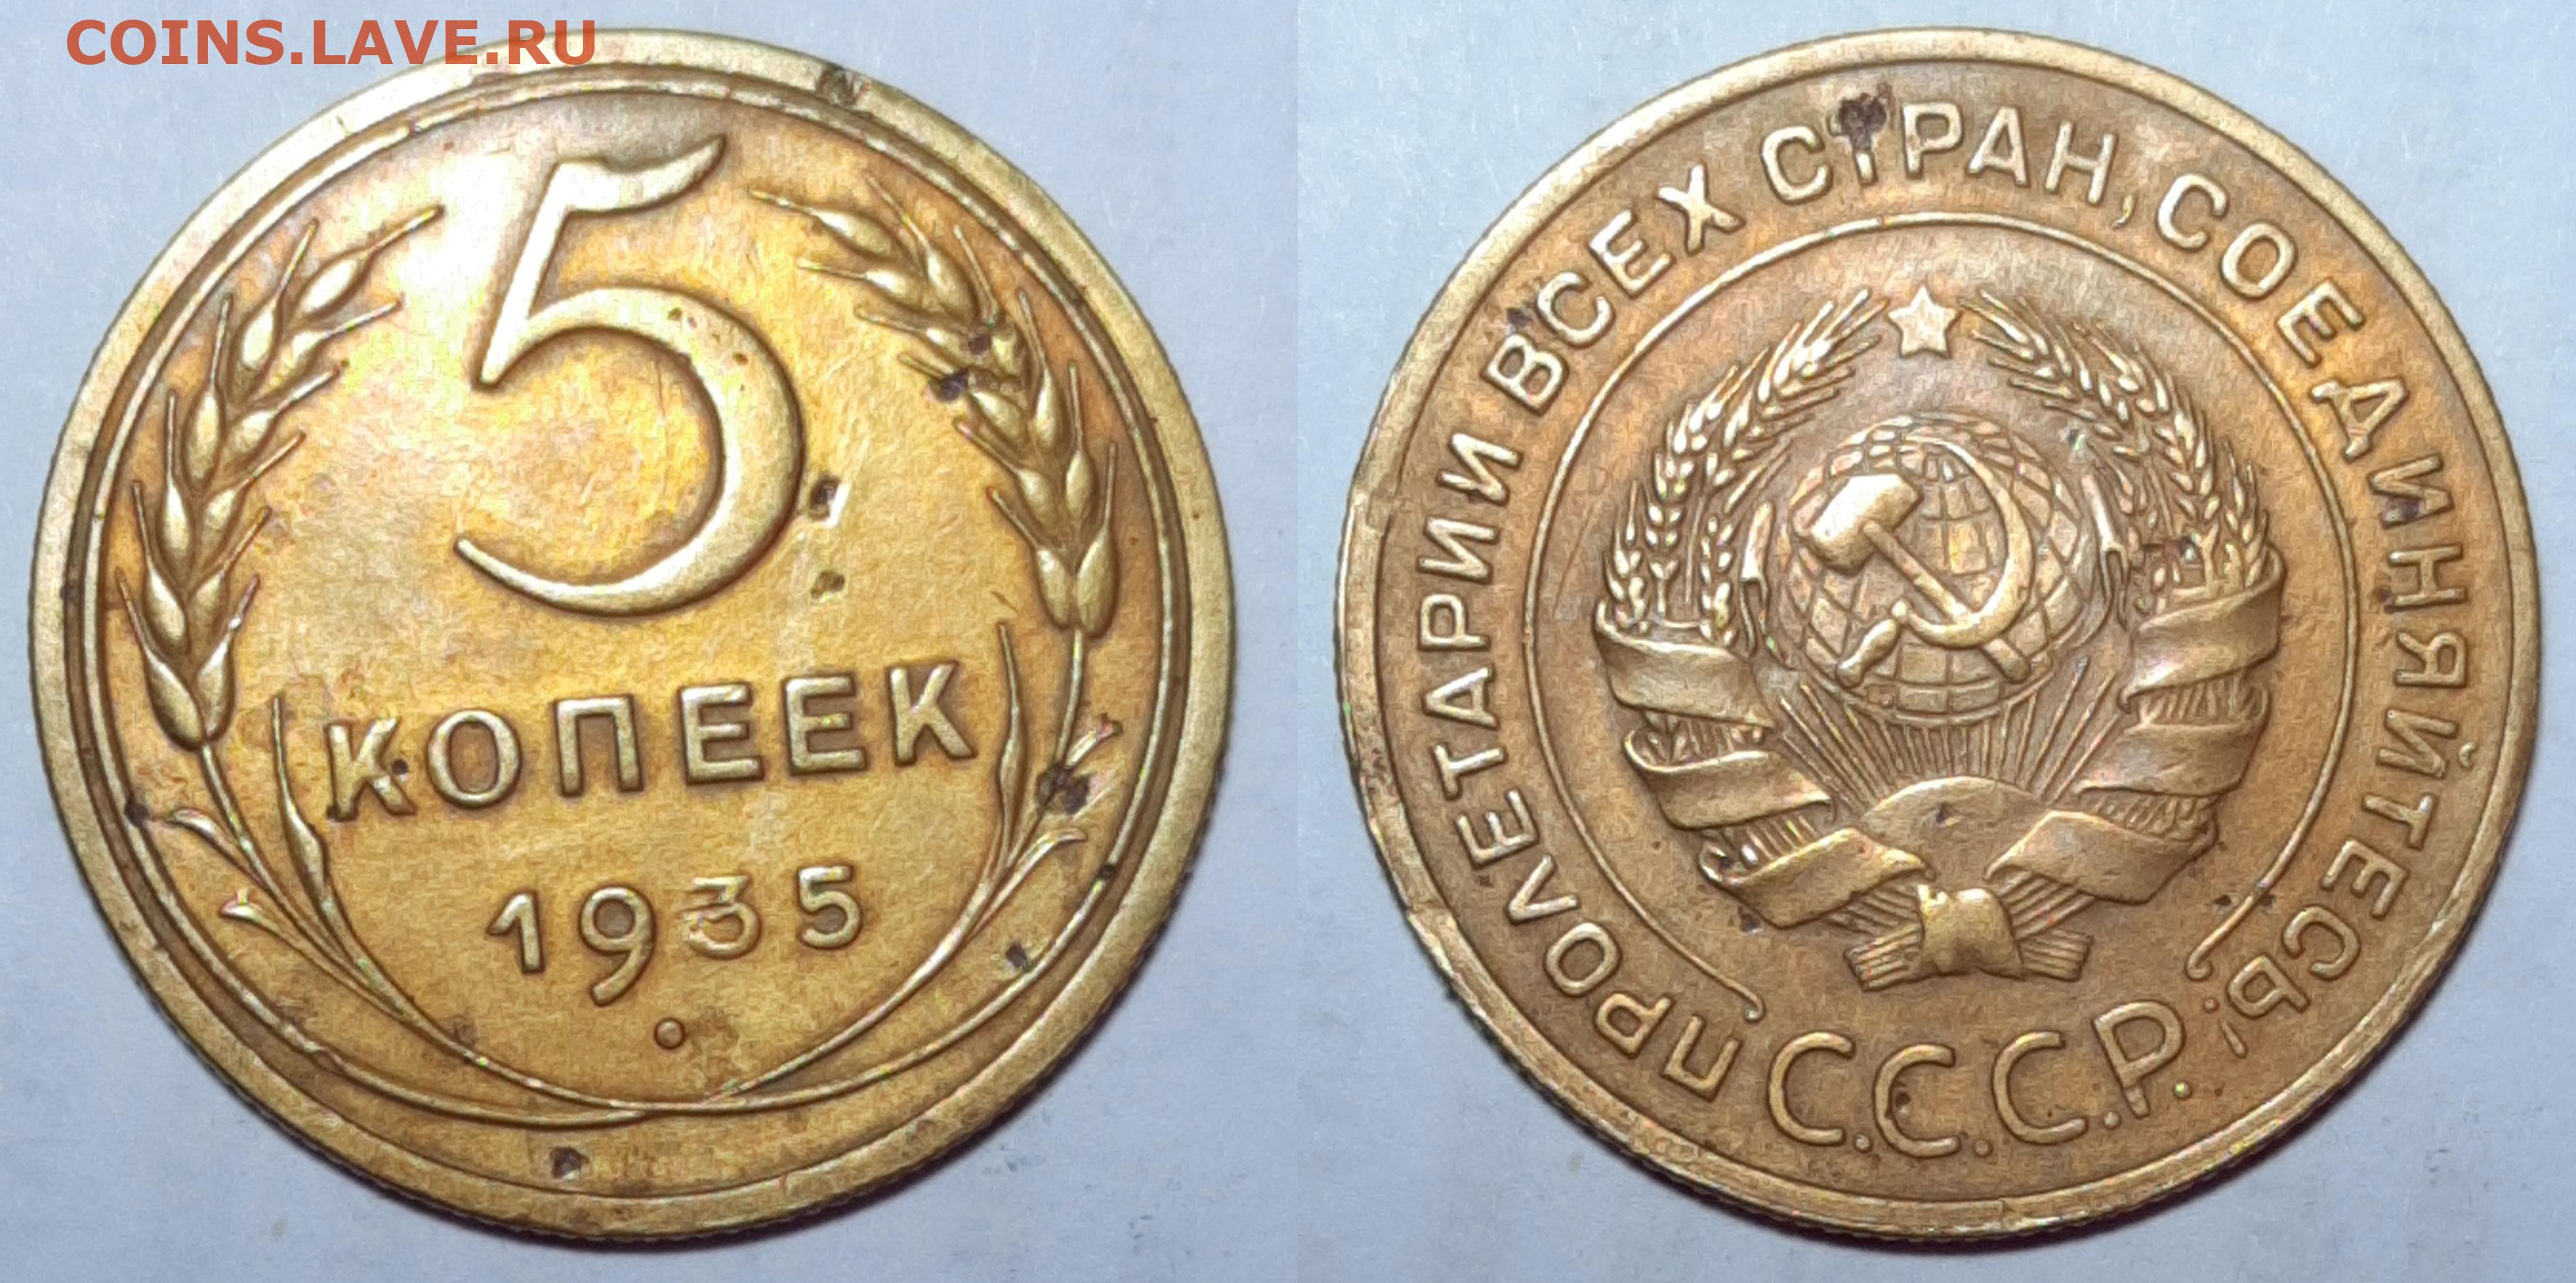 COINS.LAVE.RU
5
КОПЕЕК
1935
ПРОЛЕТАРИИ ВСЕХ СТРАН, СОЕДИНЯЙТЕСЬ!
С.С.С.Р.